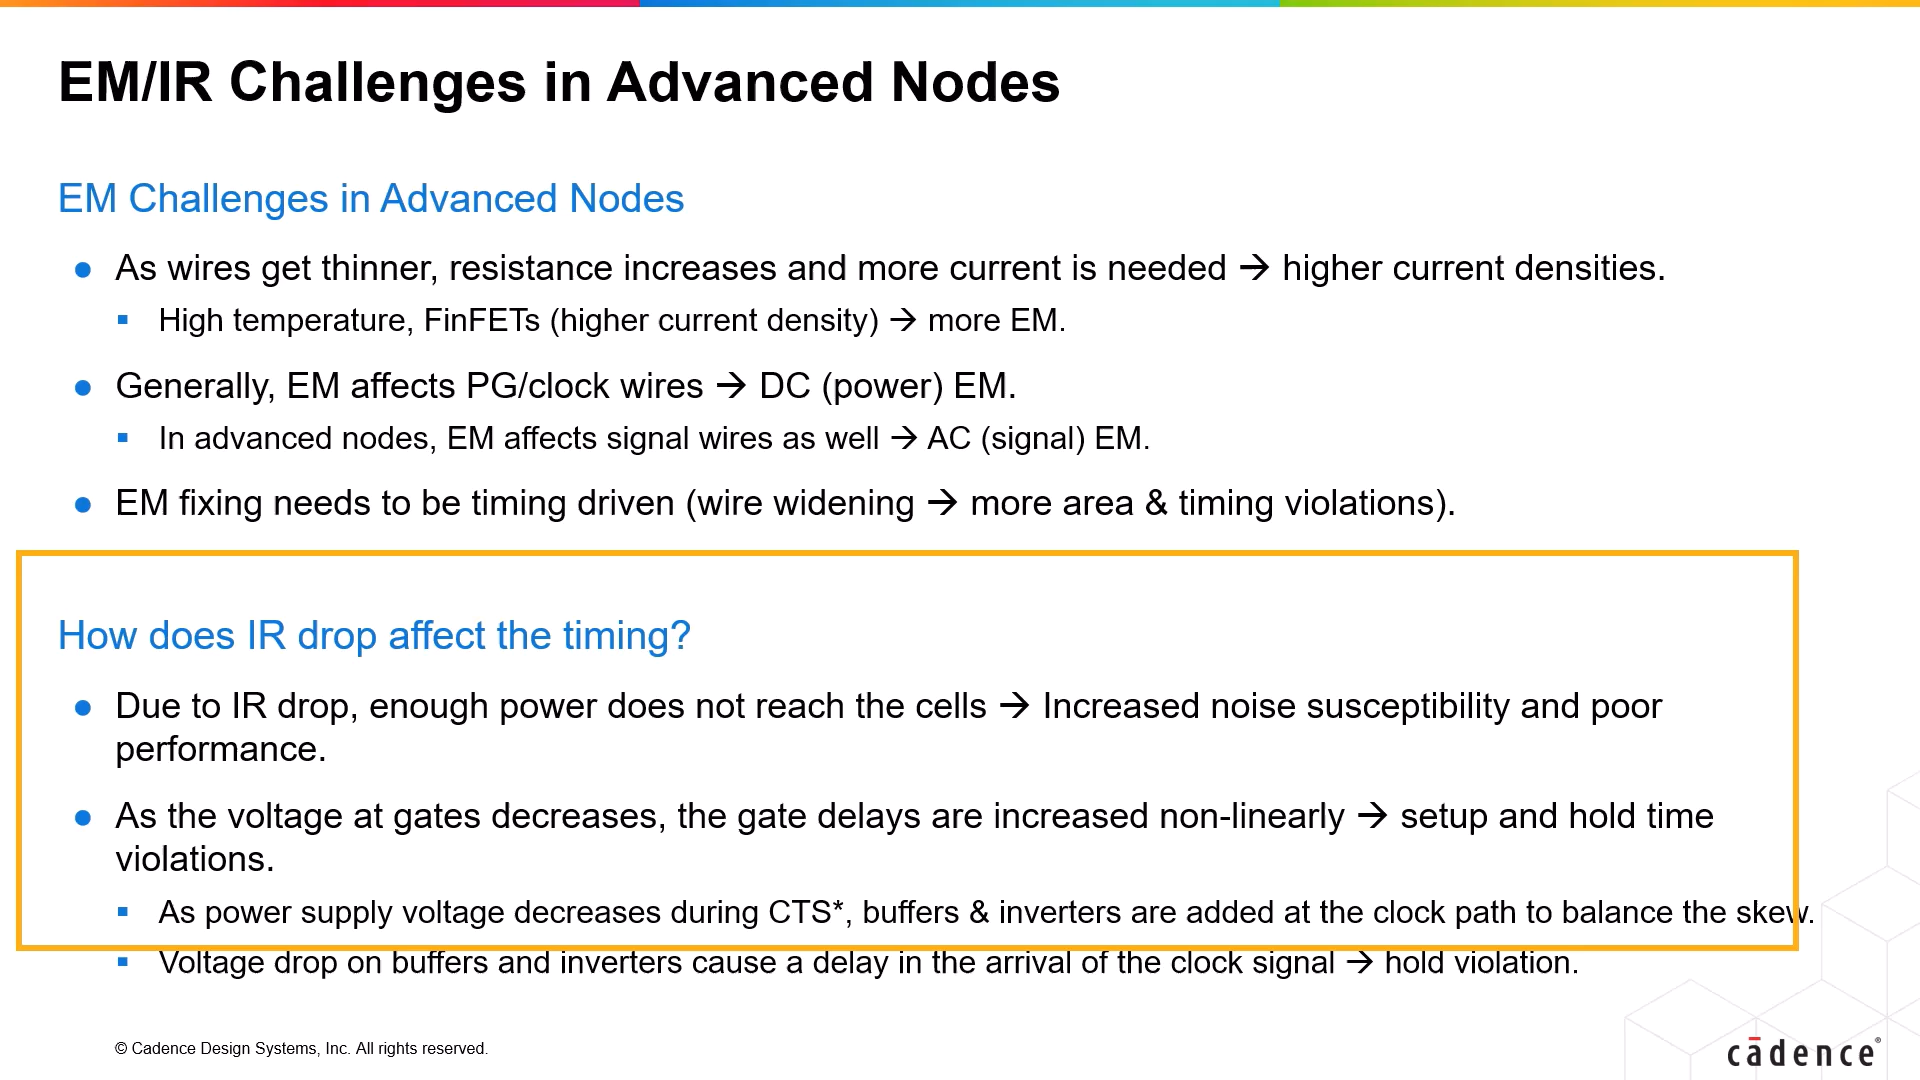 EM/IR Challenges in Advanced Nodes
EM Challenges in Advanced Nodes
● As wires get thinner, resistance increases and more current is needed → higher current densities.
▪ High temperature, FinFETs (higher current density) → more EM.
● Generally, EM affects PG/clock wires → DC (power) EM.
▪ In advanced nodes, EM affects signal wires as well → AC (signal) EM.
● EM fixing needs to be timing driven (wire widening → more area & timing violations).
How does IR drop affect the timing?
● Due to IR drop, enough power does not reach the cells → Increased noise susceptibility and poor
performance.
● As the voltage at gates decreases, the gate delays are increased non-linearly → setup and hold time
violations.
▪ As power supply voltage decreases during CTS*, buffers & inverters are added at the clock path to balance the skew.
▪ Voltage drop on buffers and inverters cause a delay in the arrival of the clock signal → hold violation.
© Cadence Design Systems, Inc. All rights reserved.
cādence®